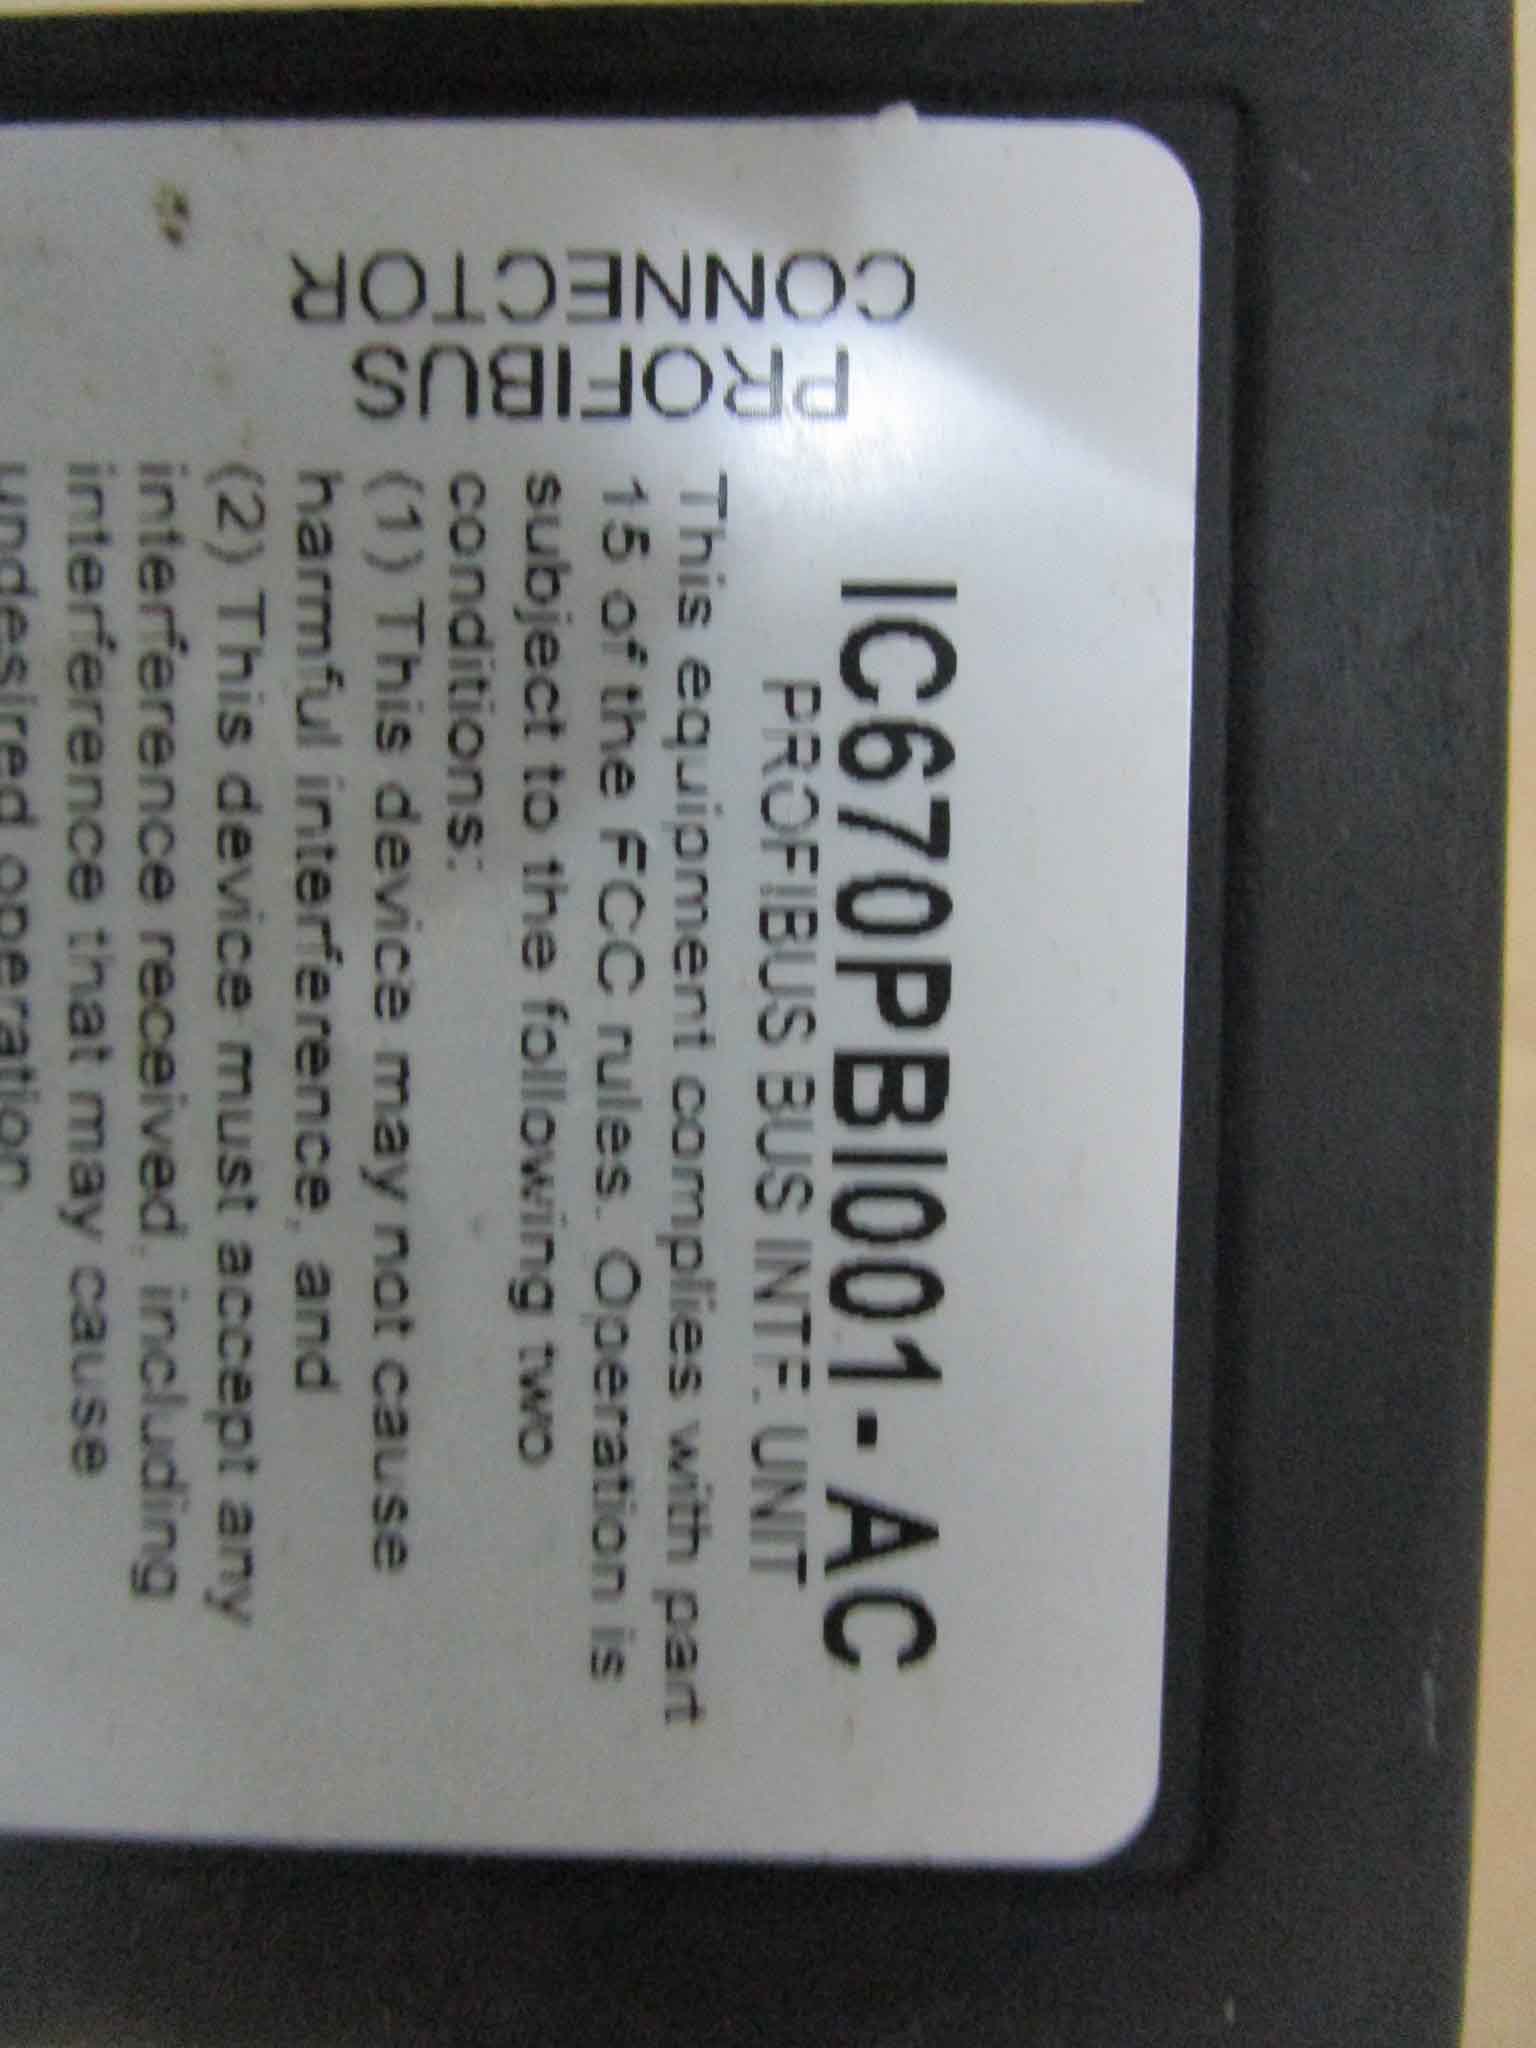 IC670PBI001-AC
PROFIBUS BUS INTF. UNIT
This equipment complies with part
15 of the FCC rules. Operation is
subject to the following two
conditions:
(1) This device may not cause
harmful interference, and
(2) This device must accept any
interference received, including
interference that may cause
undesired operation.
PROFIBUS
CONNECTOR